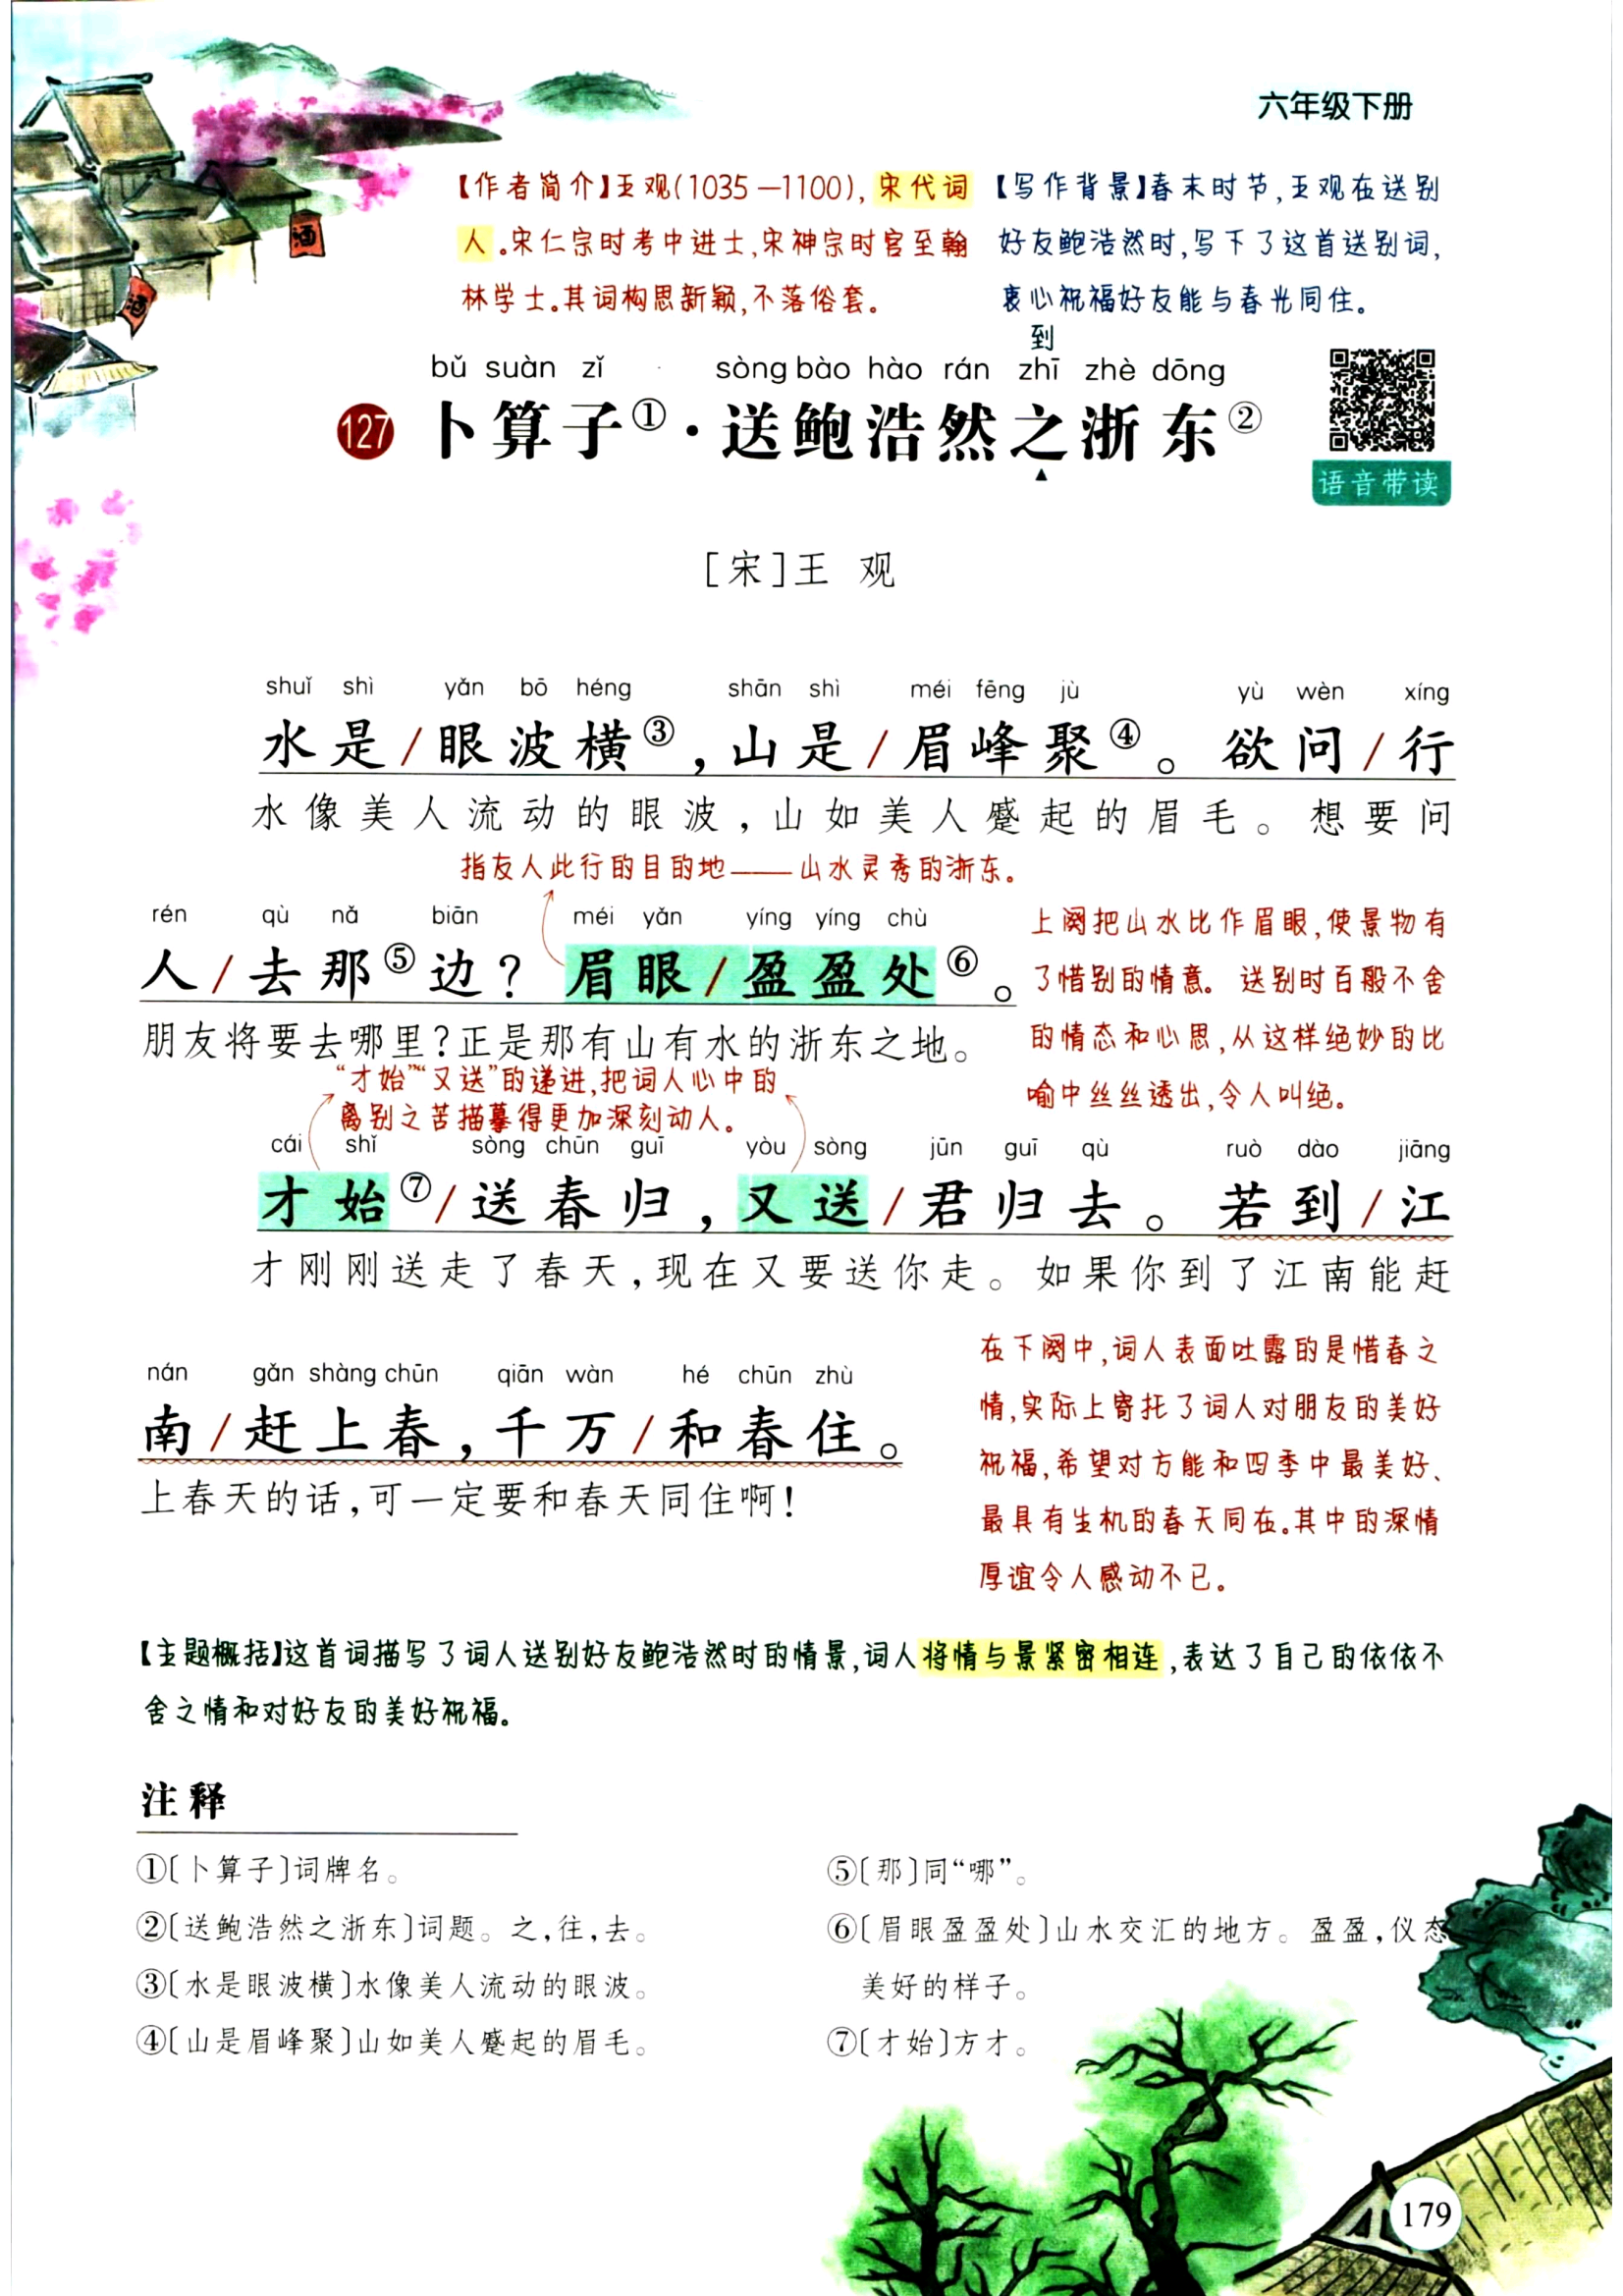 六年级下册
【作者简介】王观(1035—1100),宋代词
人。宋仁宗时考中进士,宋神宗时官至翰
林学士。其词构思新颖,不落俗套。
【写作背景】春末时节,王观在送别
好友鲍浩然时,写下了这首送别词,
衷心祝福好友能与春光同住。
到
bǔ suàn zǐ · sòng bào hào rán zhī zhè dōng
127 卜算子①·送鲍浩然之浙东②
语音带读
[宋]王 观
shuǐ shì yǎn bō héng shān shì méi fēng jù yù wèn xíng
水是/眼波横③,山是/眉峰聚④。欲问/行
水像美人流动的眼波,山如美人蹙起的眉毛。想要问
指友人此行的目的地——山水灵秀的浙东。
rén qù nǎ biān méi yǎn yíng yíng chù
人/去那⑤边?眉眼/盈盈处⑥。
朋友将要去哪里?正是那有山有水的浙东之地。
上阕把山水比作眉眼,使景物有
了惜别的情意。送别时百般不舍
的情态和心思,从这样绝妙的比
喻中丝丝透出,令人叫绝。
“才始”“又送”的递进,把词人心中的
离别之苦描摹得更加深刻动人。
cái shǐ sòng chūn guī yòu sòng jūn guī qù ruò dào jiāng
才始⑦/送春归,又送/君归去。若到/江
才刚刚送走了春天,现在又要送你走。如果你到了江南能赶
nán gǎn shàng chūn qiān wàn hé chūn zhù
南/赶上春,千万/和春住。
上春天的话,可一定要和春天同住啊!
在下阕中,词人表面吐露的是惜春之
情,实际上寄托了词人对朋友的美好
祝福,希望对方能和四季中最美好、
最具有生机的春天同在。其中的深情
厚谊令人感动不已。
【主题概括】这首词描写了词人送别好友鲍浩然时的情景,词人将情与景紧密相连,表达了自己的依依不
舍之情和对好友的美好祝福。
注释
①〔卜算子〕词牌名。
②〔送鲍浩然之浙东〕词题。之,往,去。
③〔水是眼波横〕水像美人流动的眼波。
④〔山是眉峰聚〕山如美人蹙起的眉毛。
⑤〔那〕同“哪”。
⑥〔眉眼盈盈处〕山水交汇的地方。盈盈,仪态
美好的样子。
⑦〔才始〕方才。
179
酒
酒